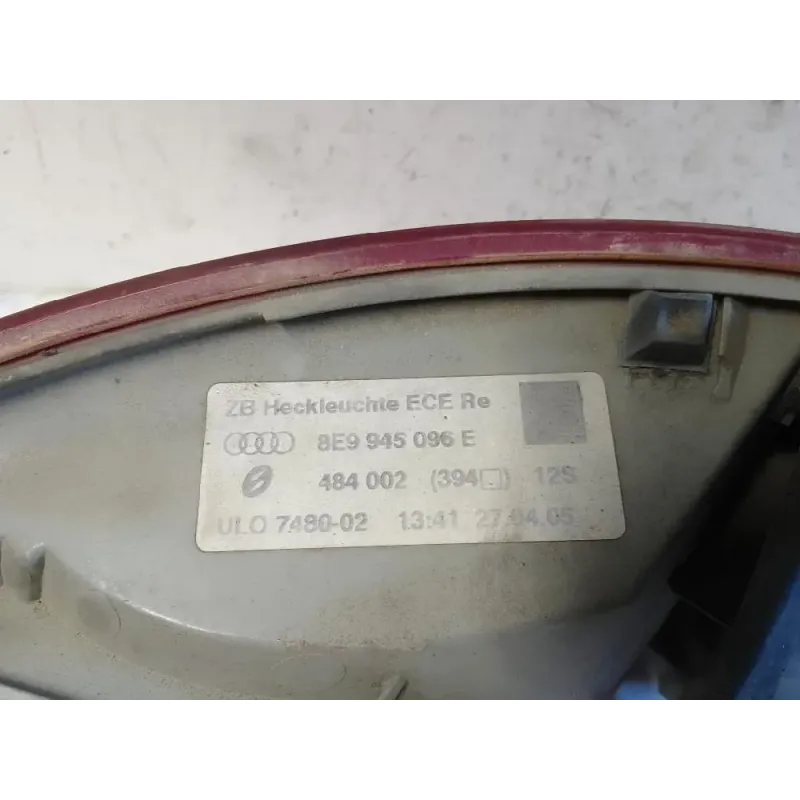 ZB Heckleuchte ECE Re
8E9 945 096 E
484 002 (394□) 12S
ULO 7480-02 13:41 27.04.05